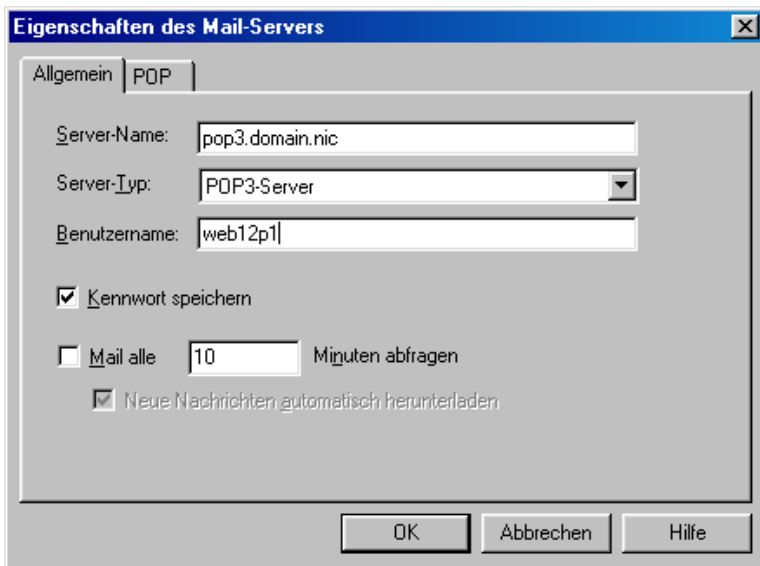 Eigenschaften des Mail-Servers
Allgemein POP
Server-Name: pop3.domain.nic
Server-Typ: POP3-Server
Benutzername: web12p1
Kennwort speichern
Mail alle 10 Minuten abfragen
Neue Nachrichten automatisch herunterladen
OK Abbrechen Hilfe